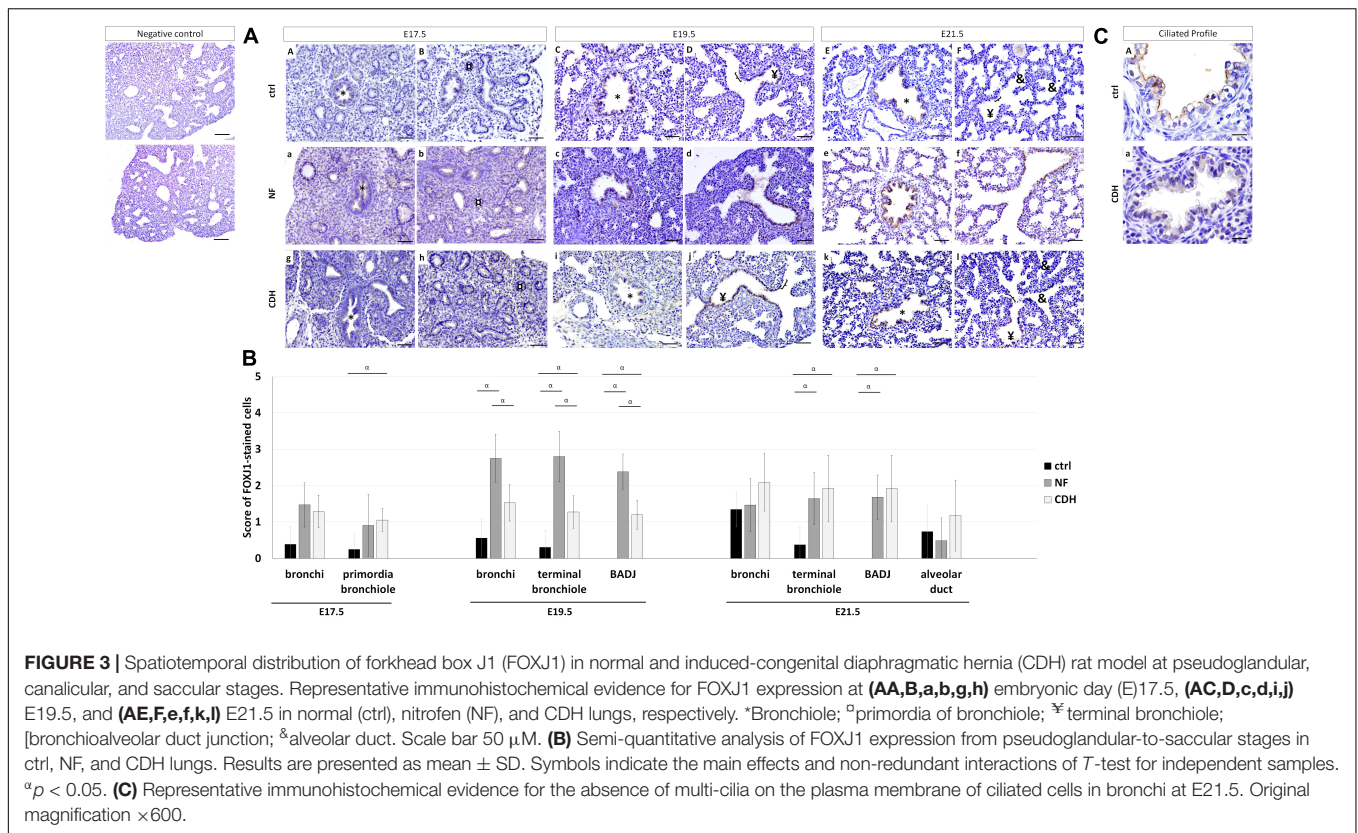 Negative control
A
E17.5
E19.5
E21.5
C
Ciliated Profile
ctrl
A
*
B
¤
C
*
D
¥
E
*
F
&
&
¥
ctrl
A
NF
a
*
b
¤
c
d
e
f
CDH
a
CDH
g
*
h
¤
i
*
j
¥
k
*
l
&
&
¥
B
Score of FOXJ1-stained cells
5
4
3
2
1
0
α
α α α
α α α α α α
α α
α α
bronchi
primordia bronchiole
E17.5
bronchi
terminal bronchiole
BADJ
E19.5
bronchi
terminal bronchiole
BADJ
alveolar duct
E21.5
ctrl
NF
CDH
FIGURE 3 | Spatiotemporal distribution of forkhead box J1 (FOXJ1) in normal and induced-congenital diaphragmatic hernia (CDH) rat model at pseudoglandular,
canalicular, and saccular stages. Representative immunohistochemical evidence for FOXJ1 expression at (AA,B,a,b,g,h) embryonic day (E)17.5, (AC,D,c,d,i,j)
E19.5, and (AE,F,e,f,k,l) E21.5 in normal (ctrl), nitrofen (NF), and CDH lungs, respectively. *Bronchiole; ¤primordia of bronchiole; ¥ terminal bronchiole;
[bronchioalveolar duct junction; &alveolar duct. Scale bar 50 μM. (B) Semi-quantitative analysis of FOXJ1 expression from pseudoglandular-to-saccular stages in
ctrl, NF, and CDH lungs. Results are presented as mean ± SD. Symbols indicate the main effects and non-redundant interactions of T-test for independent samples.
αp < 0.05. (C) Representative immunohistochemical evidence for the absence of multi-cilia on the plasma membrane of ciliated cells in bronchi at E21.5. Original
magnification ×600.